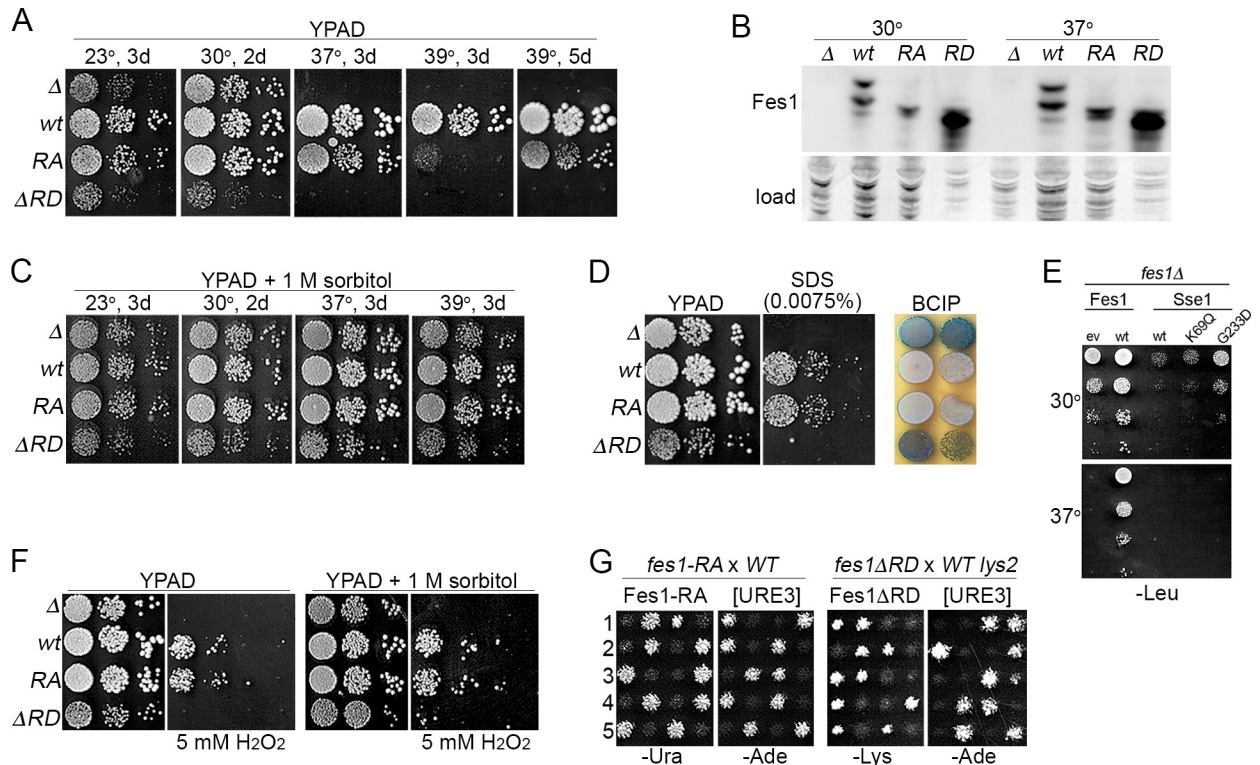 A
YPAD
23°, 3d 30°, 2d 37°, 3d 39°, 3d 39°, 5d
Δ
wt
RA
ΔRD
B
30° 37°
Δ wt RA RD Δ wt RA RD
Fes1
load
C
YPAD + 1 M sorbitol
23°, 3d 30°, 2d 37°, 3d 39°, 3d
Δ
wt
RA
ΔRD
D
SDS
YPAD (0.0075%) BCIP
Δ
wt
RA
ΔRD
E
fes1Δ
Fes1 Sse1
ev wt wt K69Q G233D
30°
37°
-Leu
F
YPAD YPAD + 1 M sorbitol
Δ
wt
RA
ΔRD
5 mM H2O2 5 mM H2O2
G
fes1-RA x WT fes1ΔRD x WT lys2
Fes1-RA [URE3] Fes1ΔRD [URE3]
1
2
3
4
5
-Ura -Ade -Lys -Ade